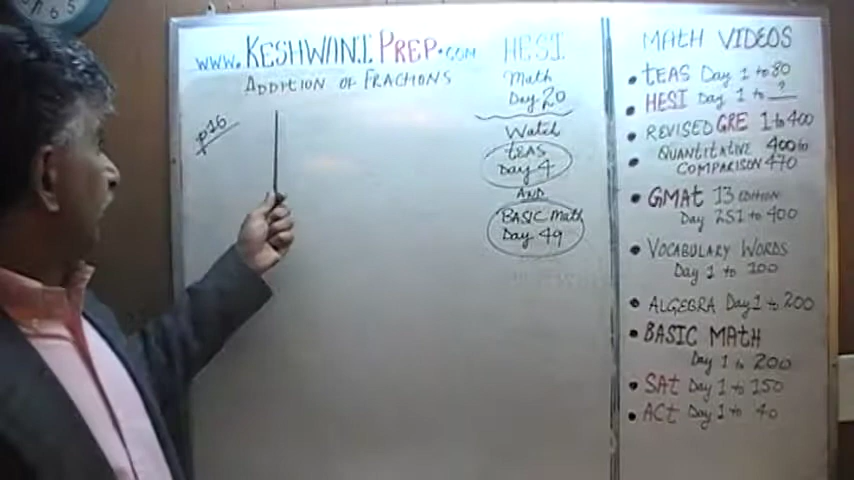 www.KESHWANIPREP.com
ADDITION OF FRACTIONS
p16
HESI
Math
Day 20
Watch
TEAS
Day 4
AND
BASIC Math
Day 49
MATH VIDEOS
TEAS Day 1 to 80
HESI Day 1 to ?
REVISED GRE 1 to 400
QUANTITATIVE 400 to
COMPARISON 470
GMAT 13 EDITION
Day 251 to 400
VOCABULARY WORDS
Day 1 to 100
ALGEBRA Day 1 to 200
BASIC MATH
Day 1 to 200
SAT Day 1 to 150
ACT Day 1 to 40